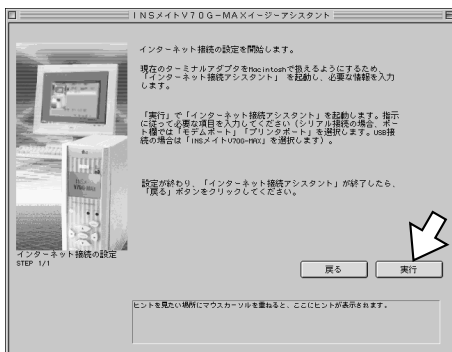 INSメイトV70G-MAXイージーアシスタント
インターネット接続の設定を開始します。
現在のターミナルアダプタをMacintoshで扱えるようにするため、
「インターネット接続アシスタント」 を起動し、必要な情報を入力
します。
「実行」で「インターネット接続アシスタント」を起動します。指示
に従って必要な項目を入力してください（シリアル接続の場合、ポー
ト欄では「モデムポート」「プリンタポート」を選択します。USB接
続の場合は「INSメイトV70G-MAX」を選択します）。
設定が終わり、「インターネット接続アシスタント」が終了したら、
「戻る」ボタンをクリックしてください。
インターネット接続の設定
STEP 1/1
戻る
実行
ヒントを見たい場所にマウスカーソルを重ねると、ここにヒントが表示されます。